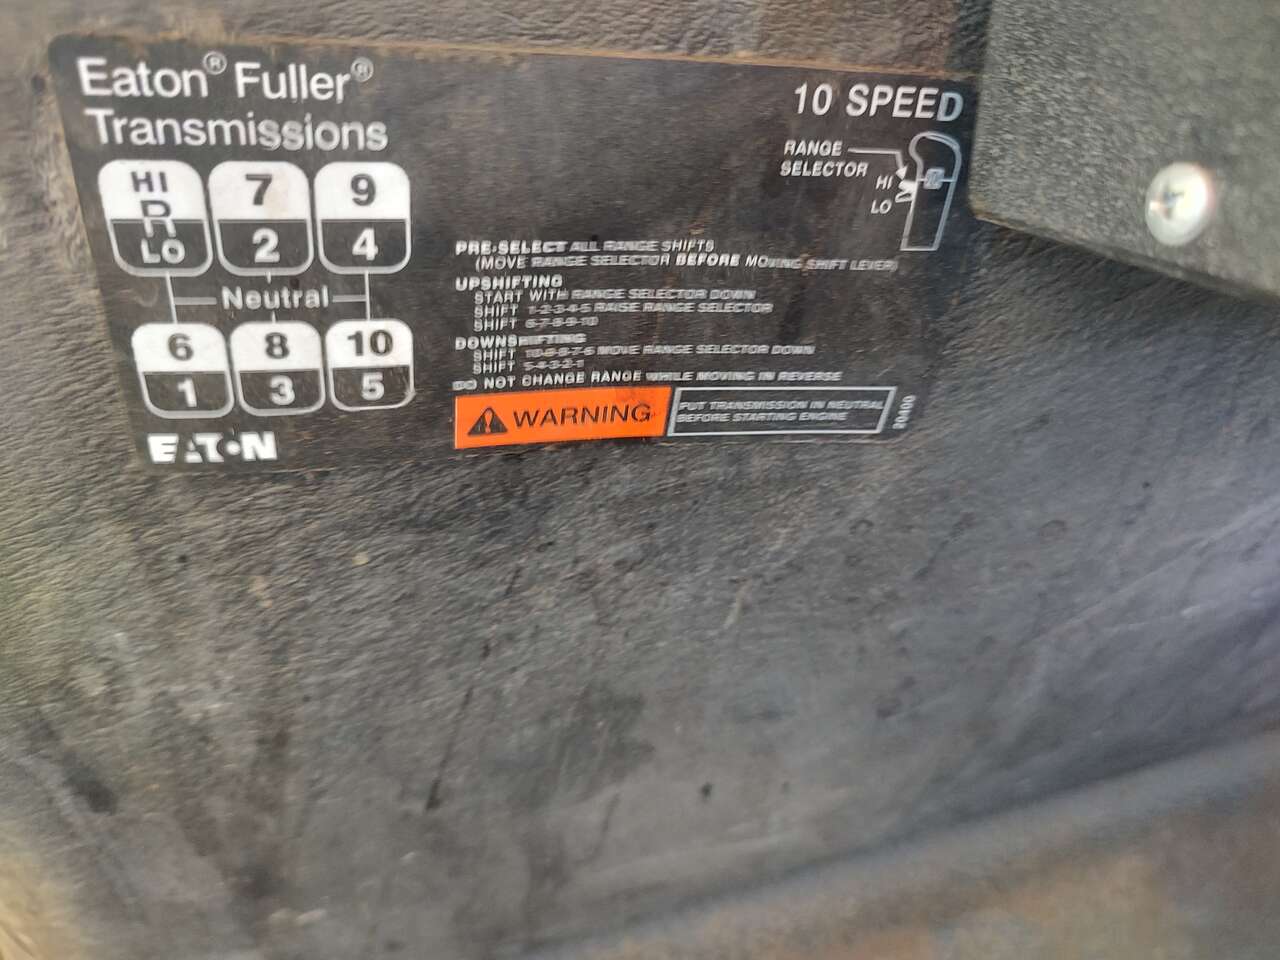 Eaton® Fuller®
Transmissions
10 SPEED
RANGE
SELECTOR
HI
LO
HI
R
LO
7
2
9
4
Neutral
6
1
8
3
10
5
EATON
PRE-SELECT ALL RANGE SHIFTS
(MOVE RANGE SELECTOR BEFORE MOVING SHIFT LEVER)
UPSHIFTING
START WITH RANGE SELECTOR DOWN
SHIFT 1-2-3-4-5 RAISE RANGE SELECTOR
SHIFT 6-7-8-9-10
DOWNSHIFTING
SHIFT 10-9-8-7-6 MOVE RANGE SELECTOR DOWN
SHIFT 5-4-3-2-1
DO NOT CHANGE RANGE WHILE MOVING IN REVERSE
WARNING
PUT TRANSMISSION IN NEUTRAL
BEFORE STARTING ENGINE